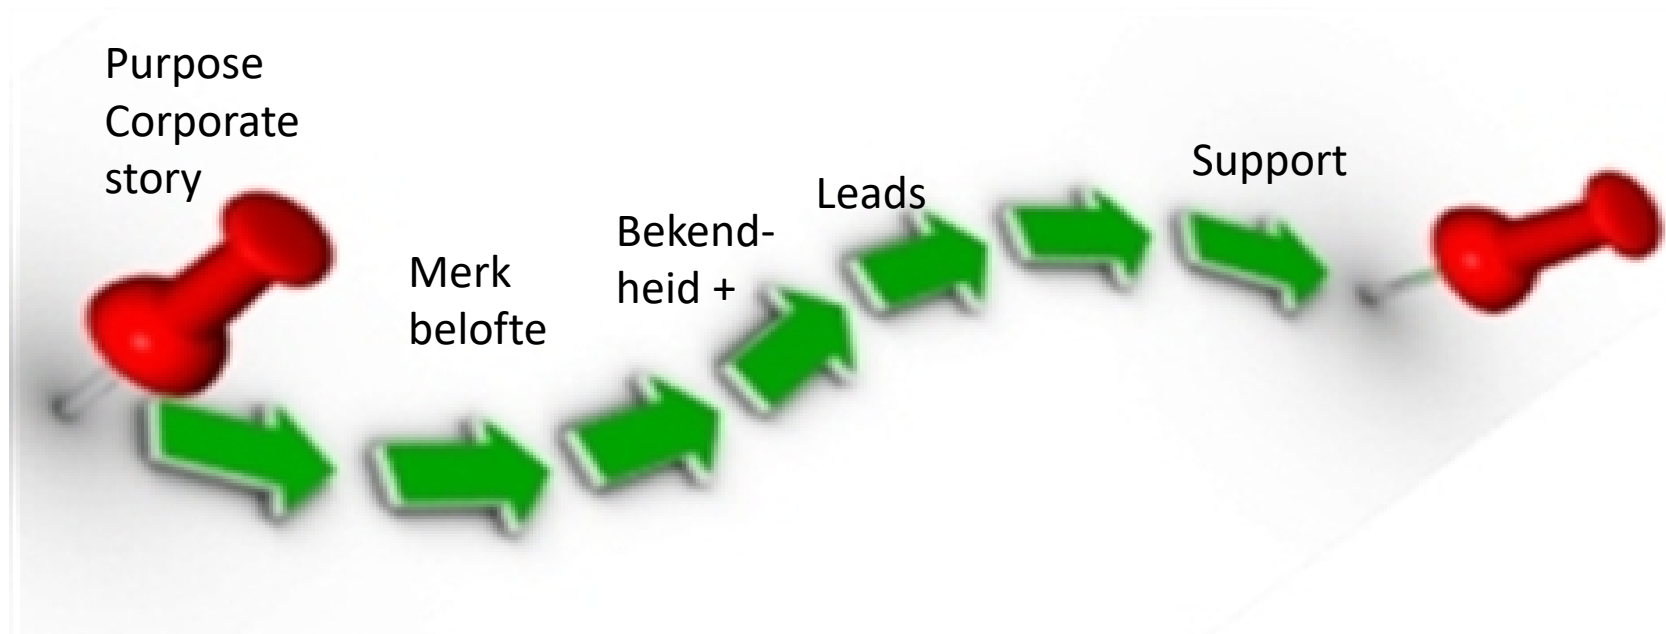 Purpose
Corporate
story
Merk
belofte
Bekend-
heid +
Leads
Support